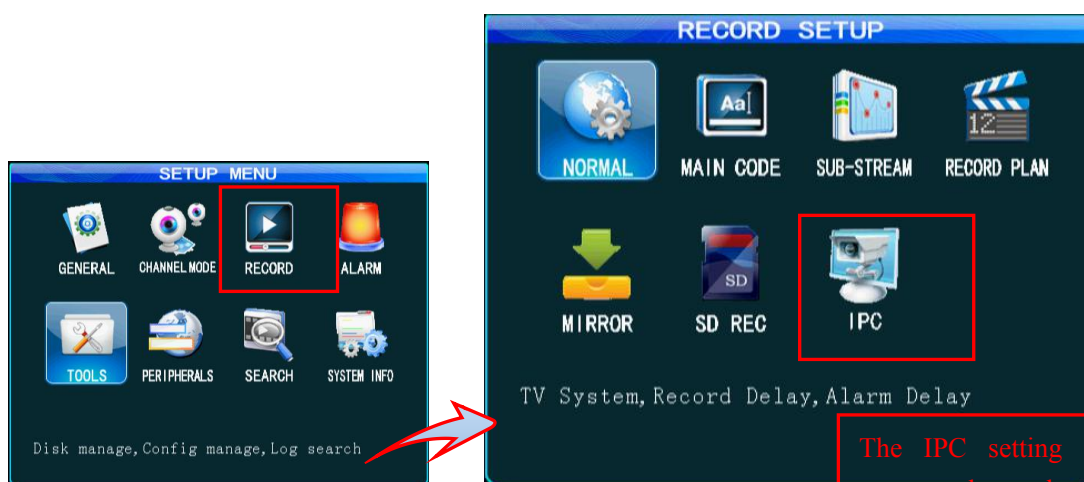 SETUP MENU
GENERAL CHANNEL MODE RECORD ALARM
TOOLS PERIPHERALS SEARCH SYSTEM INFO
Disk manage,Config manage,Log search
RECORD SETUP
Aa
12
NORMAL MAIN CODE SUB-STREAM RECORD PLAN
SD
MIRROR SD REC IPC
TV System,Record Delay,Alarm Delay
The IPC setting